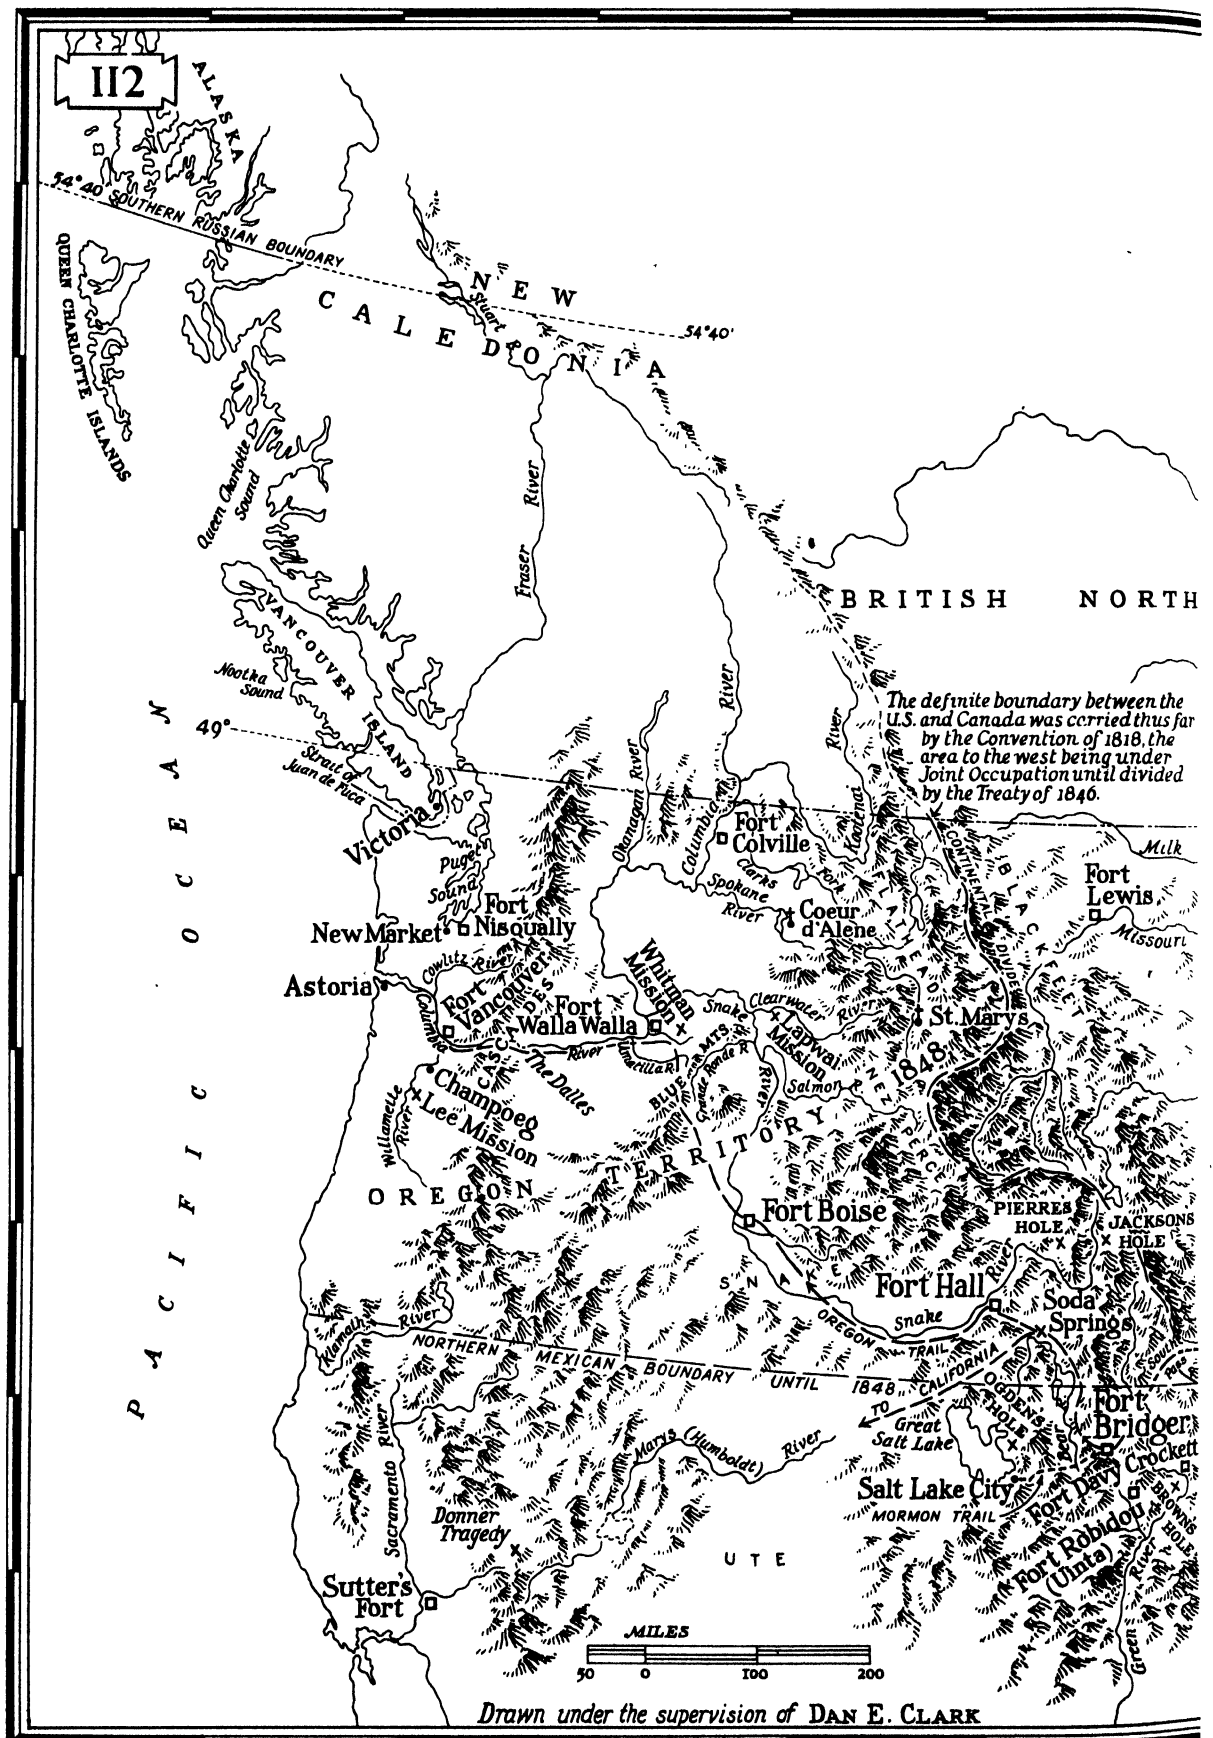 112
ALASKA
54°40' SOUTHERN RUSSIAN BOUNDARY
54°40'
QUEEN CHARLOTTE ISLANDS
NEW
CALEDONIA
Stuart
Queen Charlotte
Sound
Fraser River
BRITISH NORTH
VANCOUVER ISLAND
Nootka
Sound
49°
Strait of
Juan de Fuca
The definite boundary between the
U.S. and Canada was carried thus far
by the Convention of 1818, the
area to the west being under
Joint Occupation until divided
by the Treaty of 1846.
PACIFIC OCEAN
Victoria
Puget
Sound
Okanagan River
Columbia
River
Fort
Colville
Kootenai
River
Clarks
Fork
Spokane
River
Coeur
d'Alene
FLATHEAD
CONTINENTAL DIVIDE
BLACKFEET
Milk
Fort
Lewis
Missouri
Fort
Nisqually
New Market
Astoria
Cowlitz River
Columbia
River
Fort
Vancouver
CASCADES
Fort
Walla Walla
Whitman
Mission
Snake
Clearwater
River
Lapwai
Mission
St. Marys
1848
Umatilla R.
BLUE MTS.
Grande Ronde R
River
Salmon R
NEZ PERCE
The Dalles
Champoeg
Lee Mission
Willamette
River
OREGON
TERRITORY
Fort Boise
PIERRES
HOLE
JACKSONS
HOLE
SNAKE
Fort Hall
River
Snake
OREGON TRAIL
Soda
Springs
Klamath River
NORTHERN MEXICAN BOUNDARY UNTIL 1848
TO CALIFORNIA
SOUTH
PASS
OGDENS
HOLE
Great
Salt Lake
Bear R.
Fort
Bridger
Fort Davy Crockett
Salt Lake City
MORMON TRAIL
Fort Robidou
(Uinta)
BROWNS
HOLE
Green River
Marys (Humboldt) River
Sacramento River
Donner
Tragedy
UTE
Sutter's
Fort
MILES
50 0 100 200
Drawn under the supervision of DAN E. CLARK